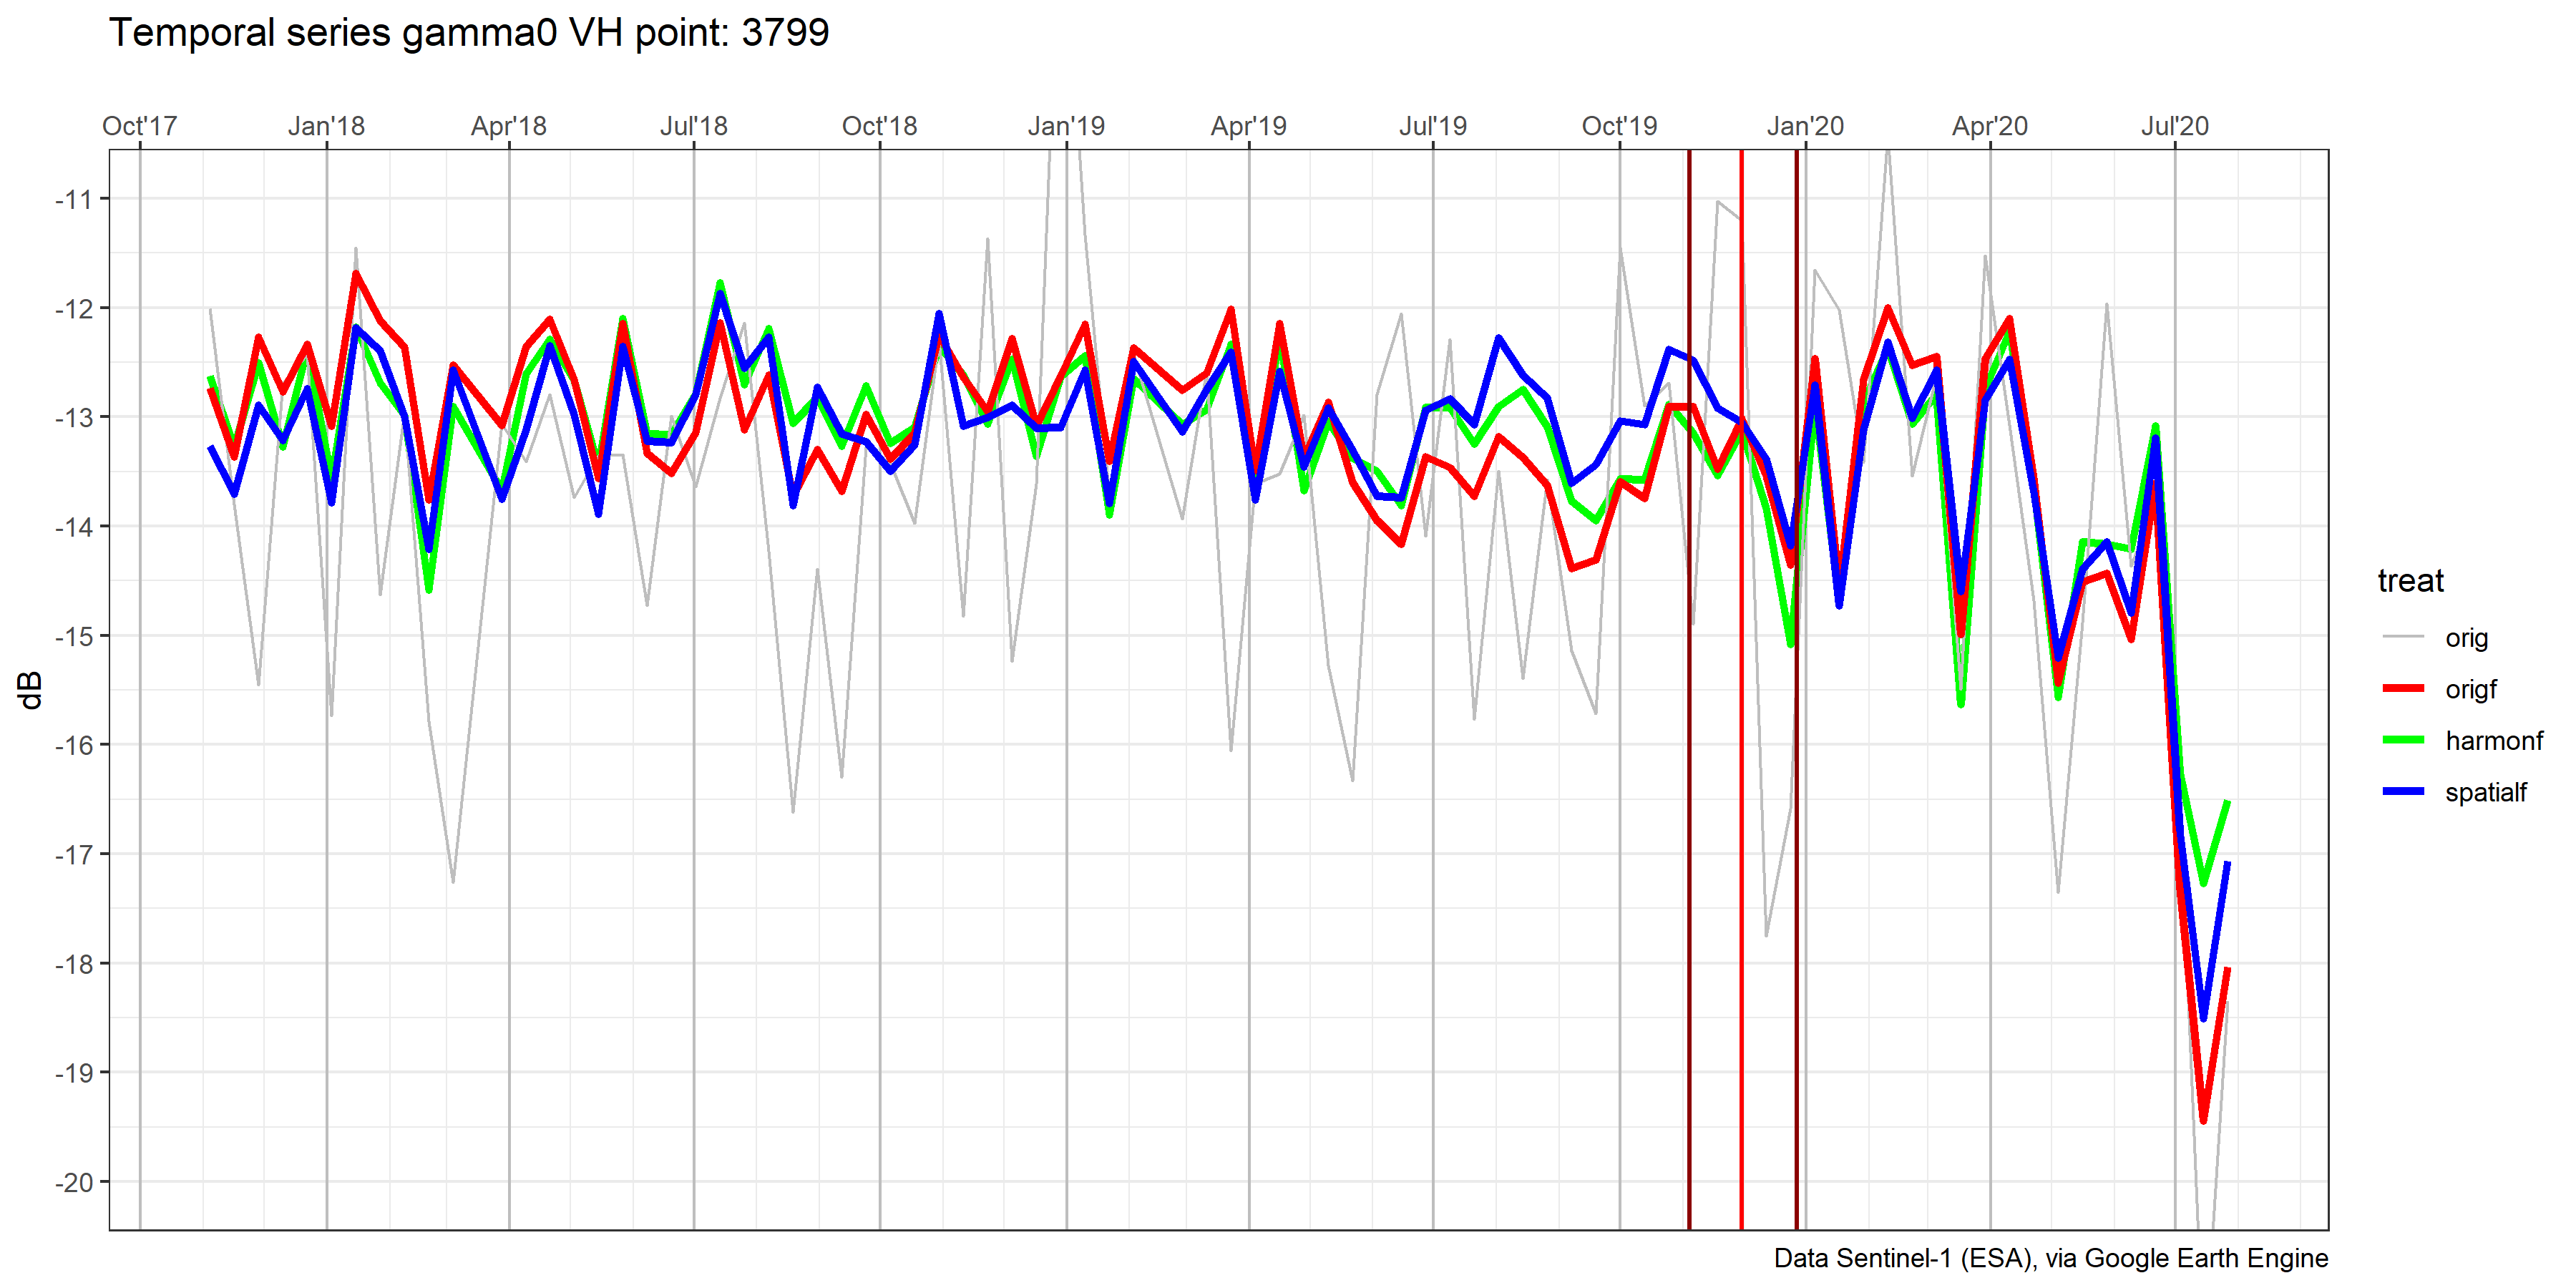 Temporal series gamma0 VH point: 3799
Oct'17 Jan'18 Apr'18 Jul'18 Oct'18 Jan'19 Apr'19 Jul'19 Oct'19 Jan'20 Apr'20 Jul'20
-11
-12
-13
-14
-15
-16
-17
-18
-19
-20
dB
treat
orig
origf
harmonf
spatialf
Data Sentinel-1 (ESA), via Google Earth Engine